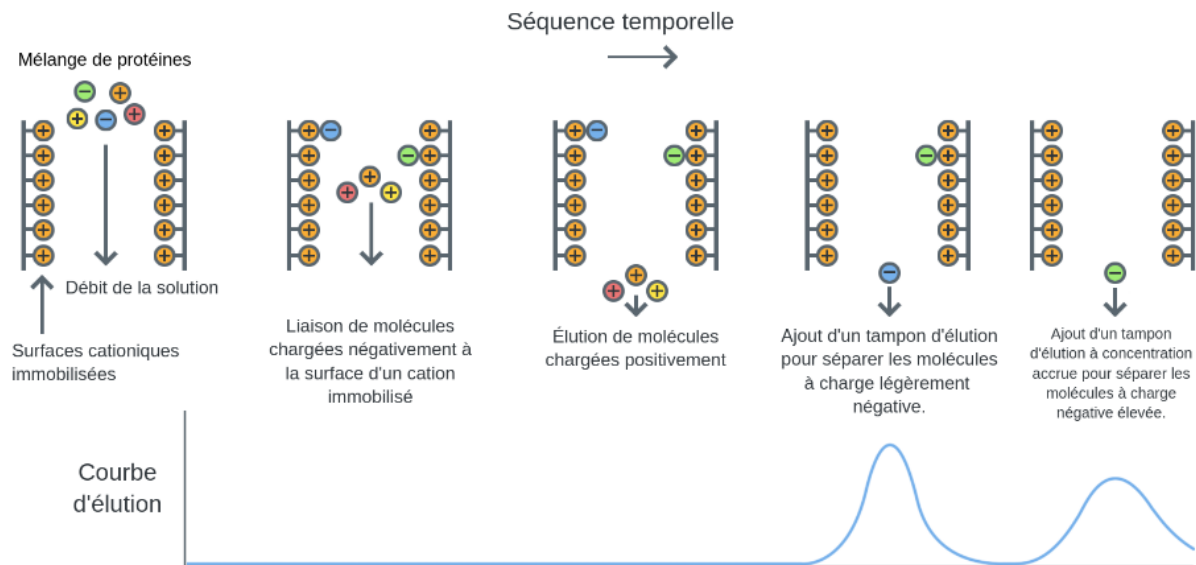 Séquence temporelle
Mélange de protéines
Débit de la solution
Surfaces cationiques
immobilisées
Liaison de molécules
chargées négativement à
la surface d'un cation
immobilisé
Élution de molécules
chargées positivement
Ajout d'un tampon d'élution
pour séparer les molécules
à charge légèrement
négative.
Ajout d'un tampon
d'élution à concentration
accrue pour séparer les
molécules à charge
négative élevée.
Courbe
d'élution